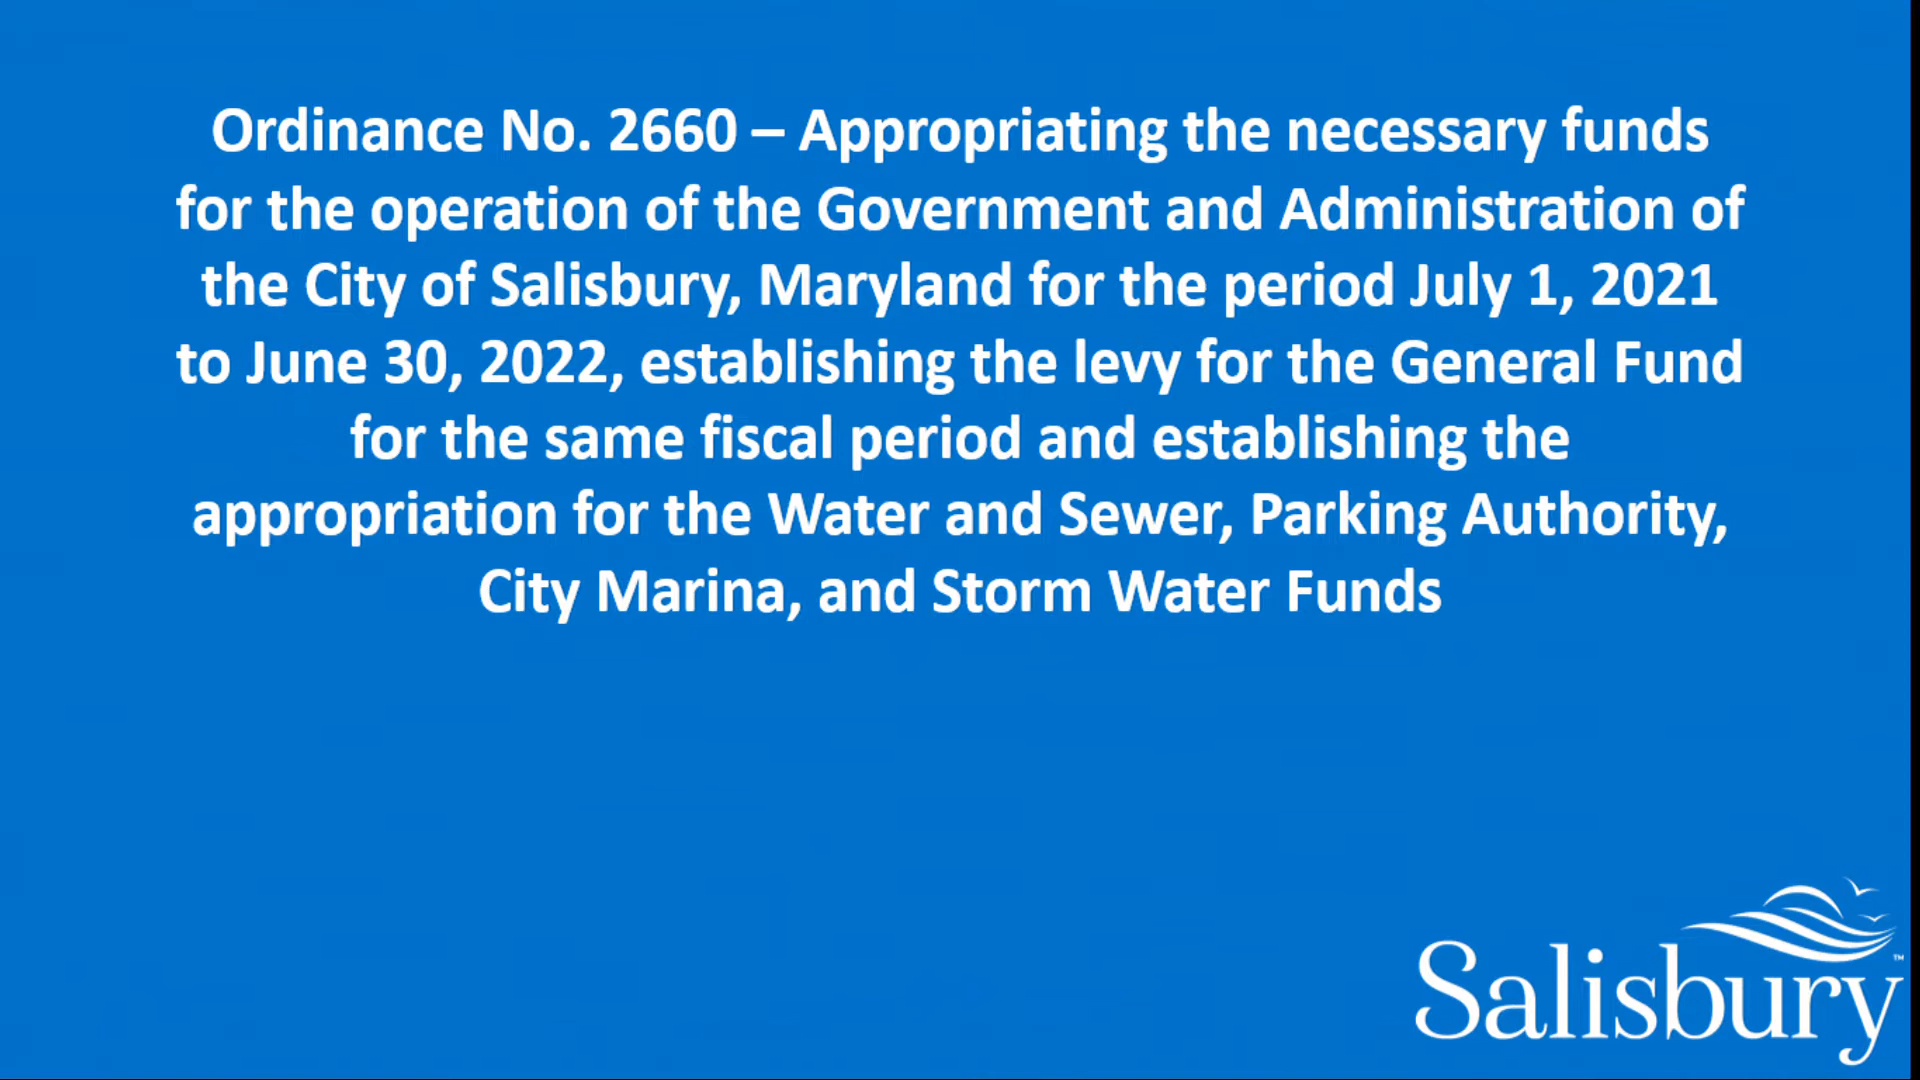 Ordinance No. 2660 – Appropriating the necessary funds
for the operation of the Government and Administration of
the City of Salisbury, Maryland for the period July 1, 2021
to June 30, 2022, establishing the levy for the General Fund
for the same fiscal period and establishing the
appropriation for the Water and Sewer, Parking Authority,
City Marina, and Storm Water Funds
Salisbury™